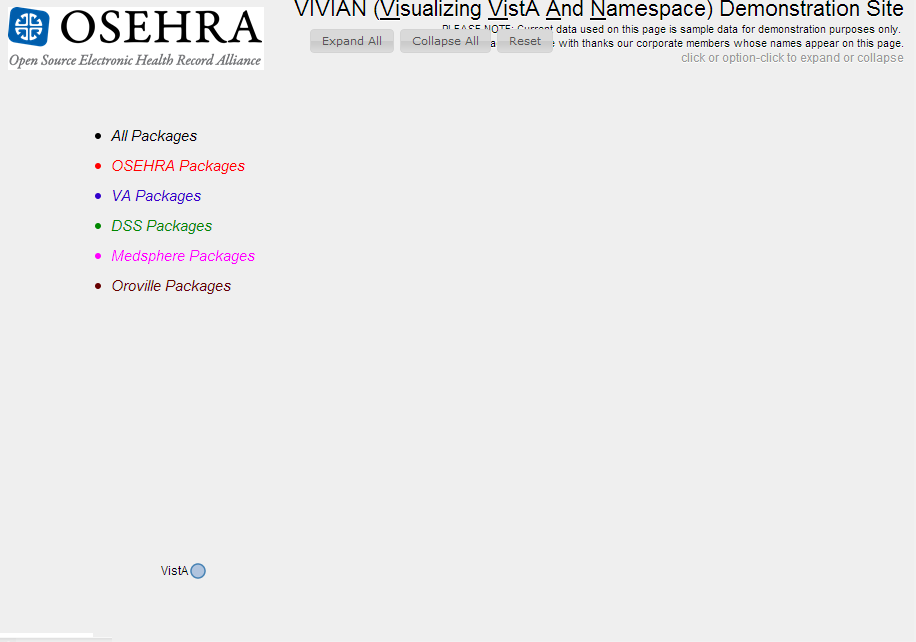 OSEHRA
Open Source Electronic Health Record Alliance
VIVIAN (Visualizing VistA And Namespace) Demonstration Site
PLEASE NOTE: Current data used on this page is sample data for demonstration purposes only.
with thanks our corporate members whose names appear on this page.
click or option-click to expand or collapse
Expand All Collapse All Reset
All Packages
OSEHRA Packages
VA Packages
DSS Packages
Medsphere Packages
Oroville Packages
VistA